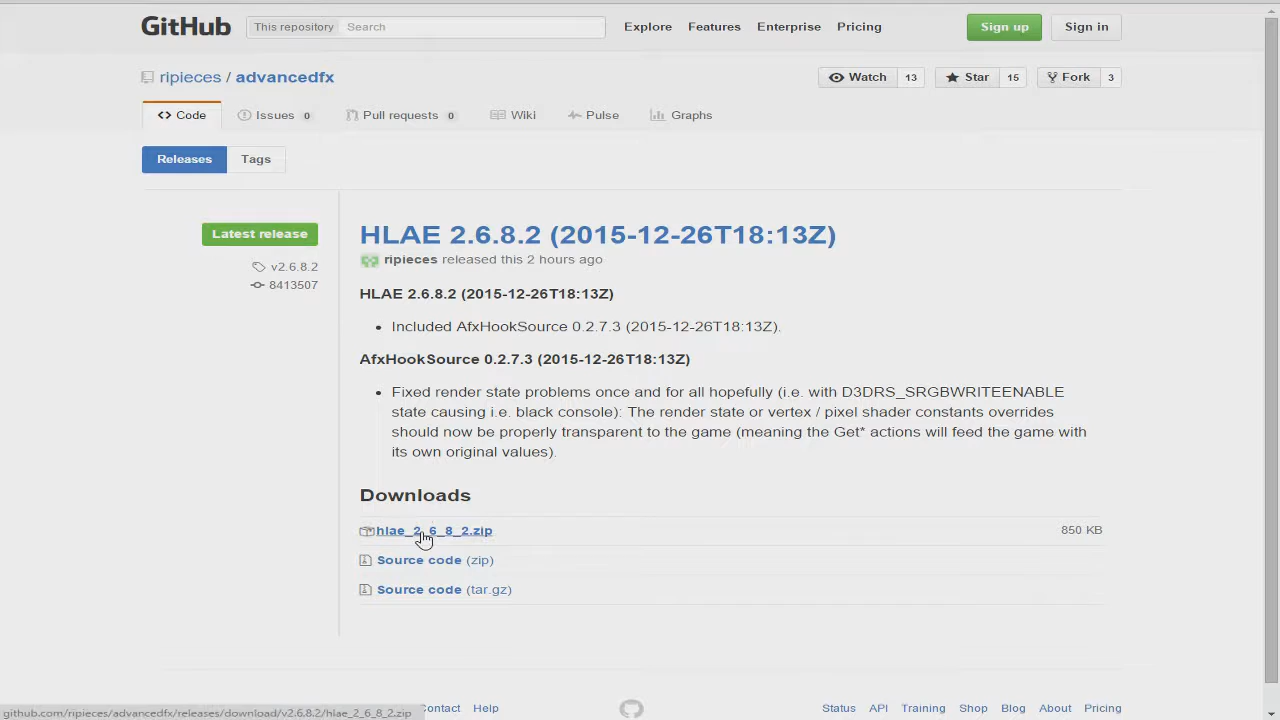 GitHub This repository Search Explore Features Enterprise Pricing Sign up Sign in
ripieces / advancedfx Watch 13 Star 15 Fork 3
Code Issues 0 Pull requests 0 Wiki Pulse Graphs
Releases Tags
Latest release
v2.6.8.2
8413507
HLAE 2.6.8.2 (2015-12-26T18:13Z)
ripieces released this 2 hours ago
HLAE 2.6.8.2 (2015-12-26T18:13Z)
• Included AfxHookSource 0.2.7.3 (2015-12-26T18:13Z).
AfxHookSource 0.2.7.3 (2015-12-26T18:13Z)
• Fixed render state problems once and for all hopefully (i.e. with D3DRS_SRGBWRITEENABLE
state causing i.e. black console): The render state or vertex / pixel shader constants overrides
should now be properly transparent to the game (meaning the Get* actions will feed the game with
its own original values).
Downloads
hlae_2_6_8_2.zip 850 KB
Source code (zip)
Source code (tar.gz)
Contact Help Status API Training Shop Blog About Pricing
github.com/ripieces/advancedfx/releases/download/v2.6.8.2/hlae_2_6_8_2.zip